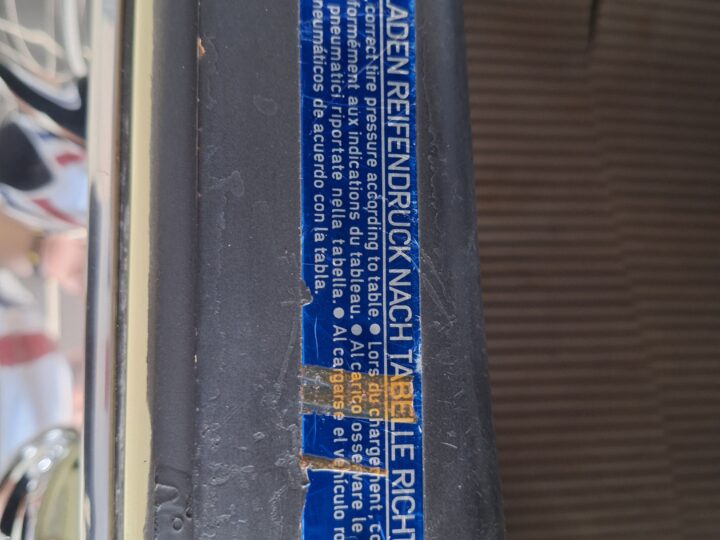 LADEN REIFENDRUCK NACH TABELLE RICHT
correct tire pressure according to table. ● Lors du chargement, co
formément aux indications du tableau. ● Al carico osservare le
pneumatici riportate nella tabella. ● Al cargarse el vehículo ro
neumáticos de acuerdo con la tabla.